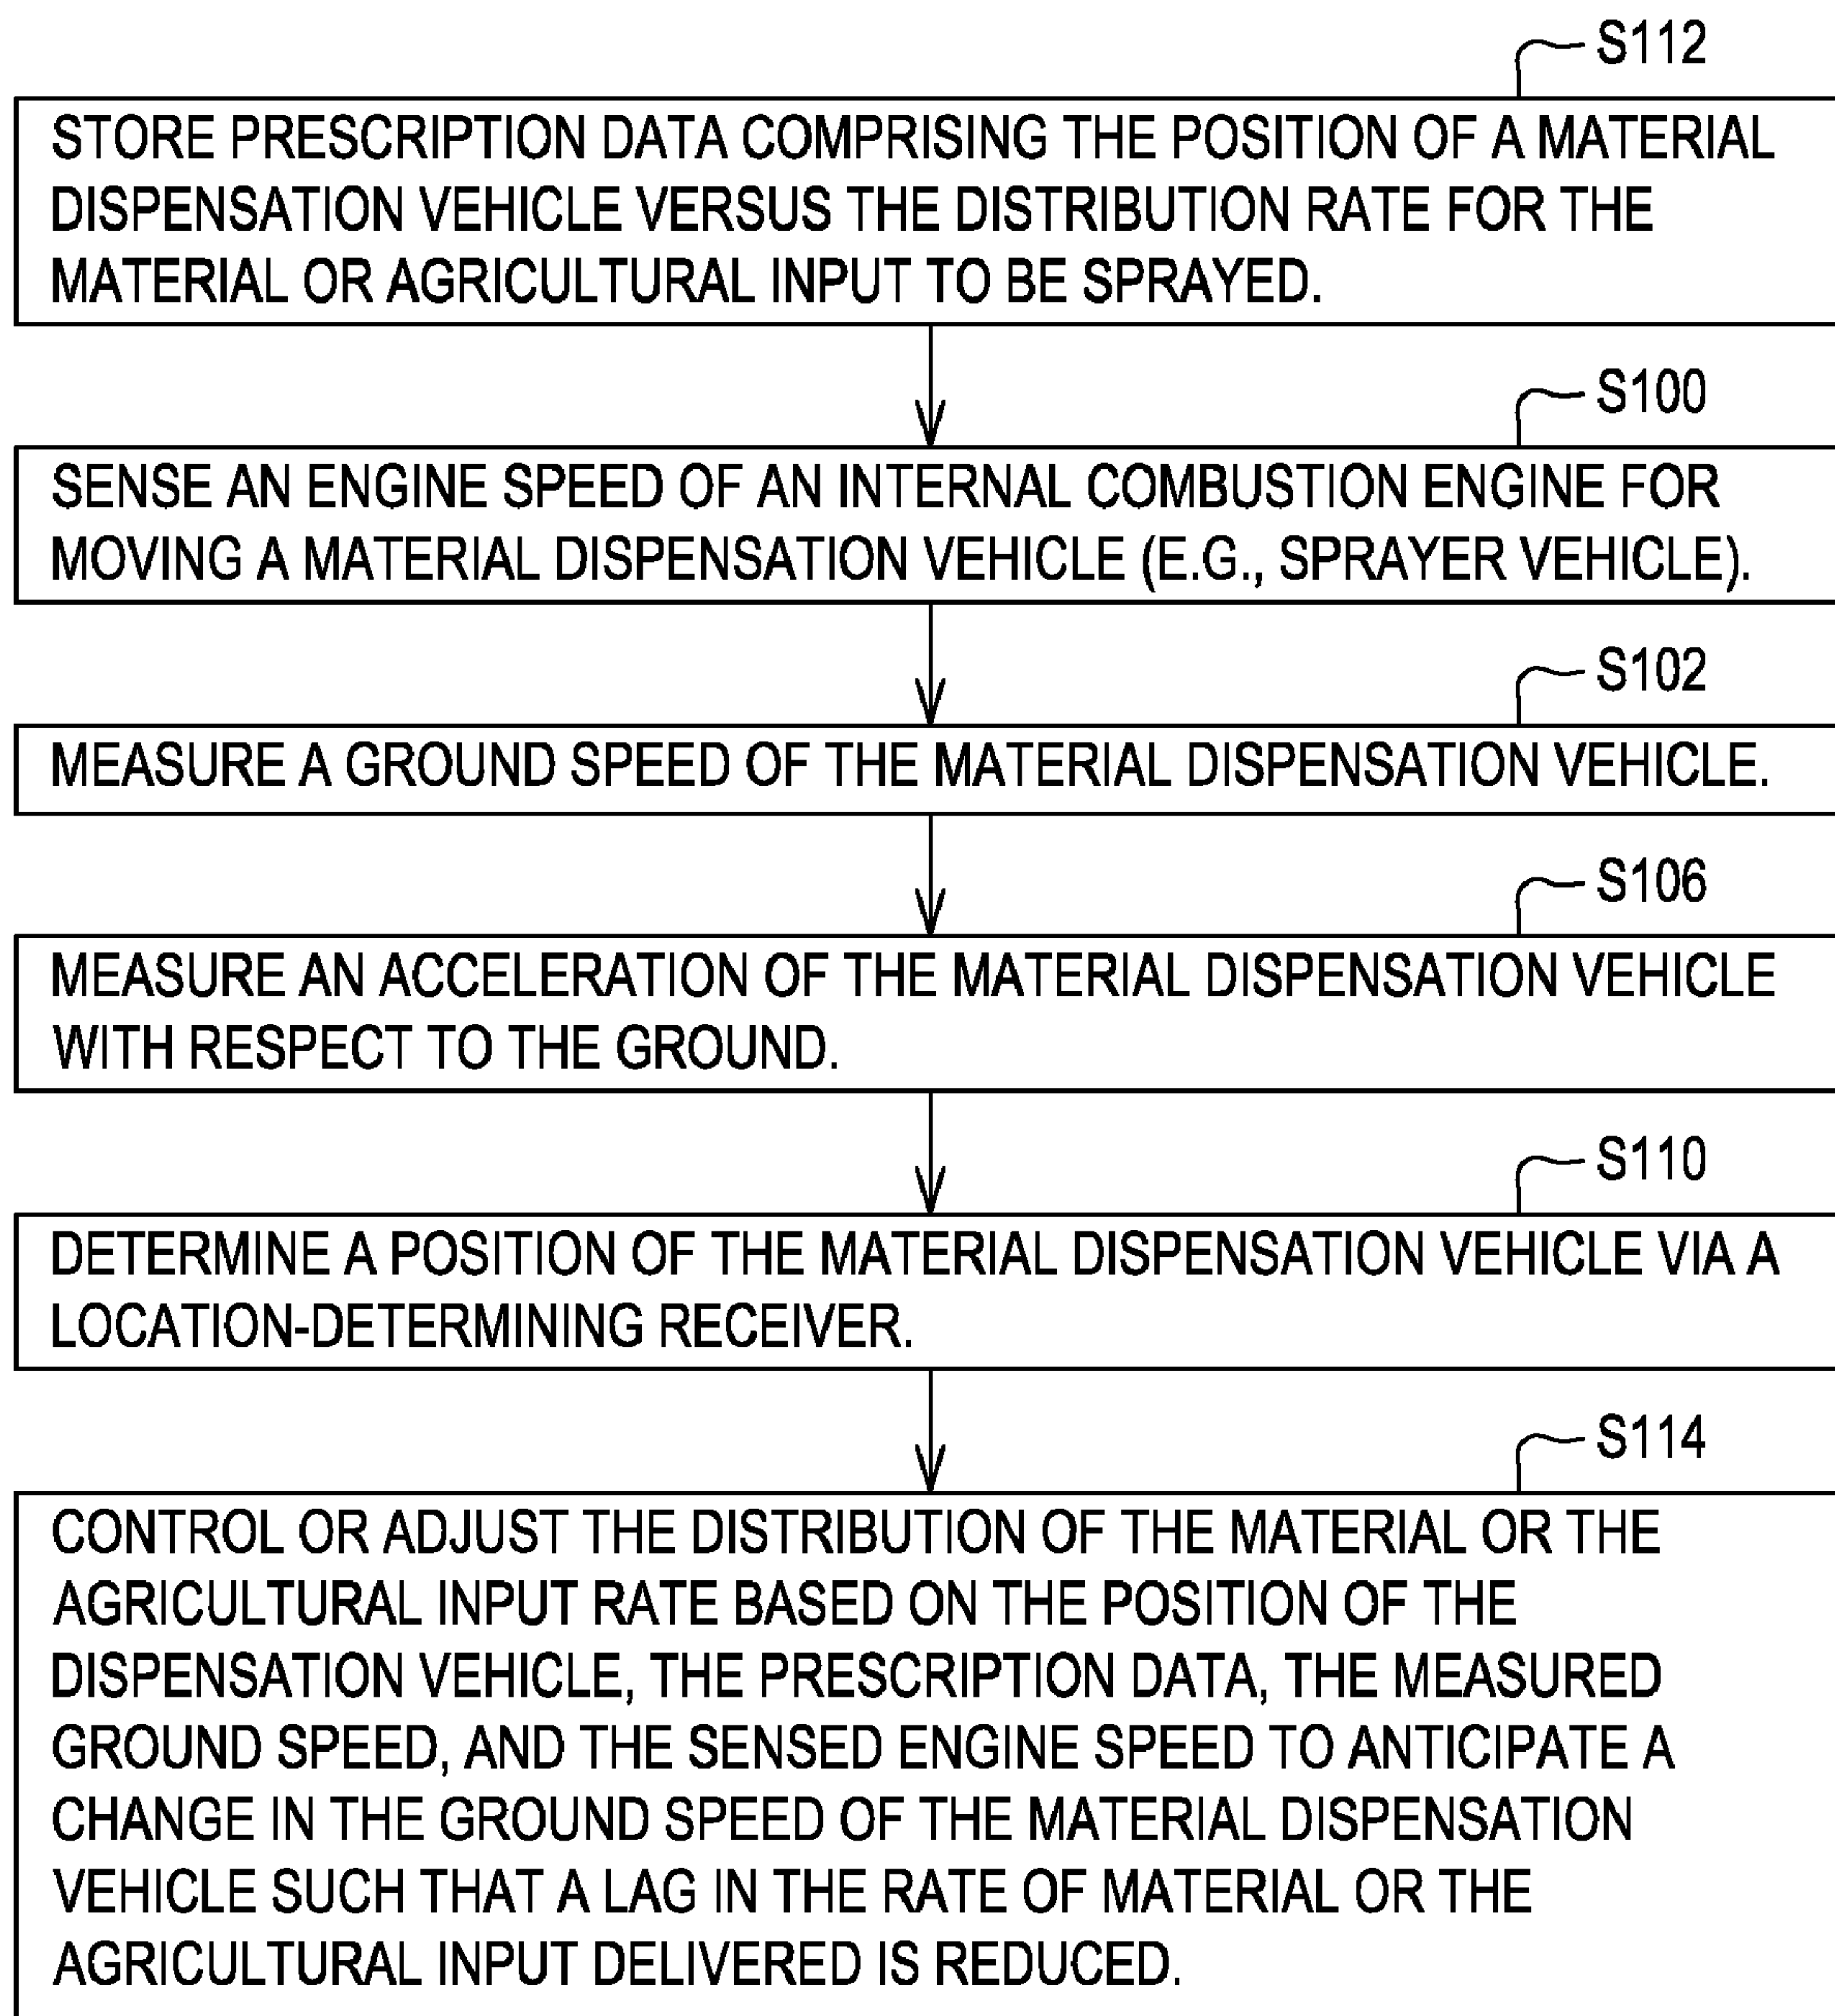 S112
STORE PRESCRIPTION DATA COMPRISING THE POSITION OF A MATERIAL
DISPENSATION VEHICLE VERSUS THE DISTRIBUTION RATE FOR THE
MATERIAL OR AGRICULTURAL INPUT TO BE SPRAYED.
S100
SENSE AN ENGINE SPEED OF AN INTERNAL COMBUSTION ENGINE FOR
MOVING A MATERIAL DISPENSATION VEHICLE (E.G., SPRAYER VEHICLE).
S102
MEASURE A GROUND SPEED OF THE MATERIAL DISPENSATION VEHICLE.
S106
MEASURE AN ACCELERATION OF THE MATERIAL DISPENSATION VEHICLE
WITH RESPECT TO THE GROUND.
S110
DETERMINE A POSITION OF THE MATERIAL DISPENSATION VEHICLE VIA A
LOCATION-DETERMINING RECEIVER.
S114
CONTROL OR ADJUST THE DISTRIBUTION OF THE MATERIAL OR THE
AGRICULTURAL INPUT RATE BASED ON THE POSITION OF THE
DISPENSATION VEHICLE, THE PRESCRIPTION DATA, THE MEASURED
GROUND SPEED, AND THE SENSED ENGINE SPEED TO ANTICIPATE A
CHANGE IN THE GROUND SPEED OF THE MATERIAL DISPENSATION
VEHICLE SUCH THAT A LAG IN THE RATE OF MATERIAL OR THE
AGRICULTURAL INPUT DELIVERED IS REDUCED.